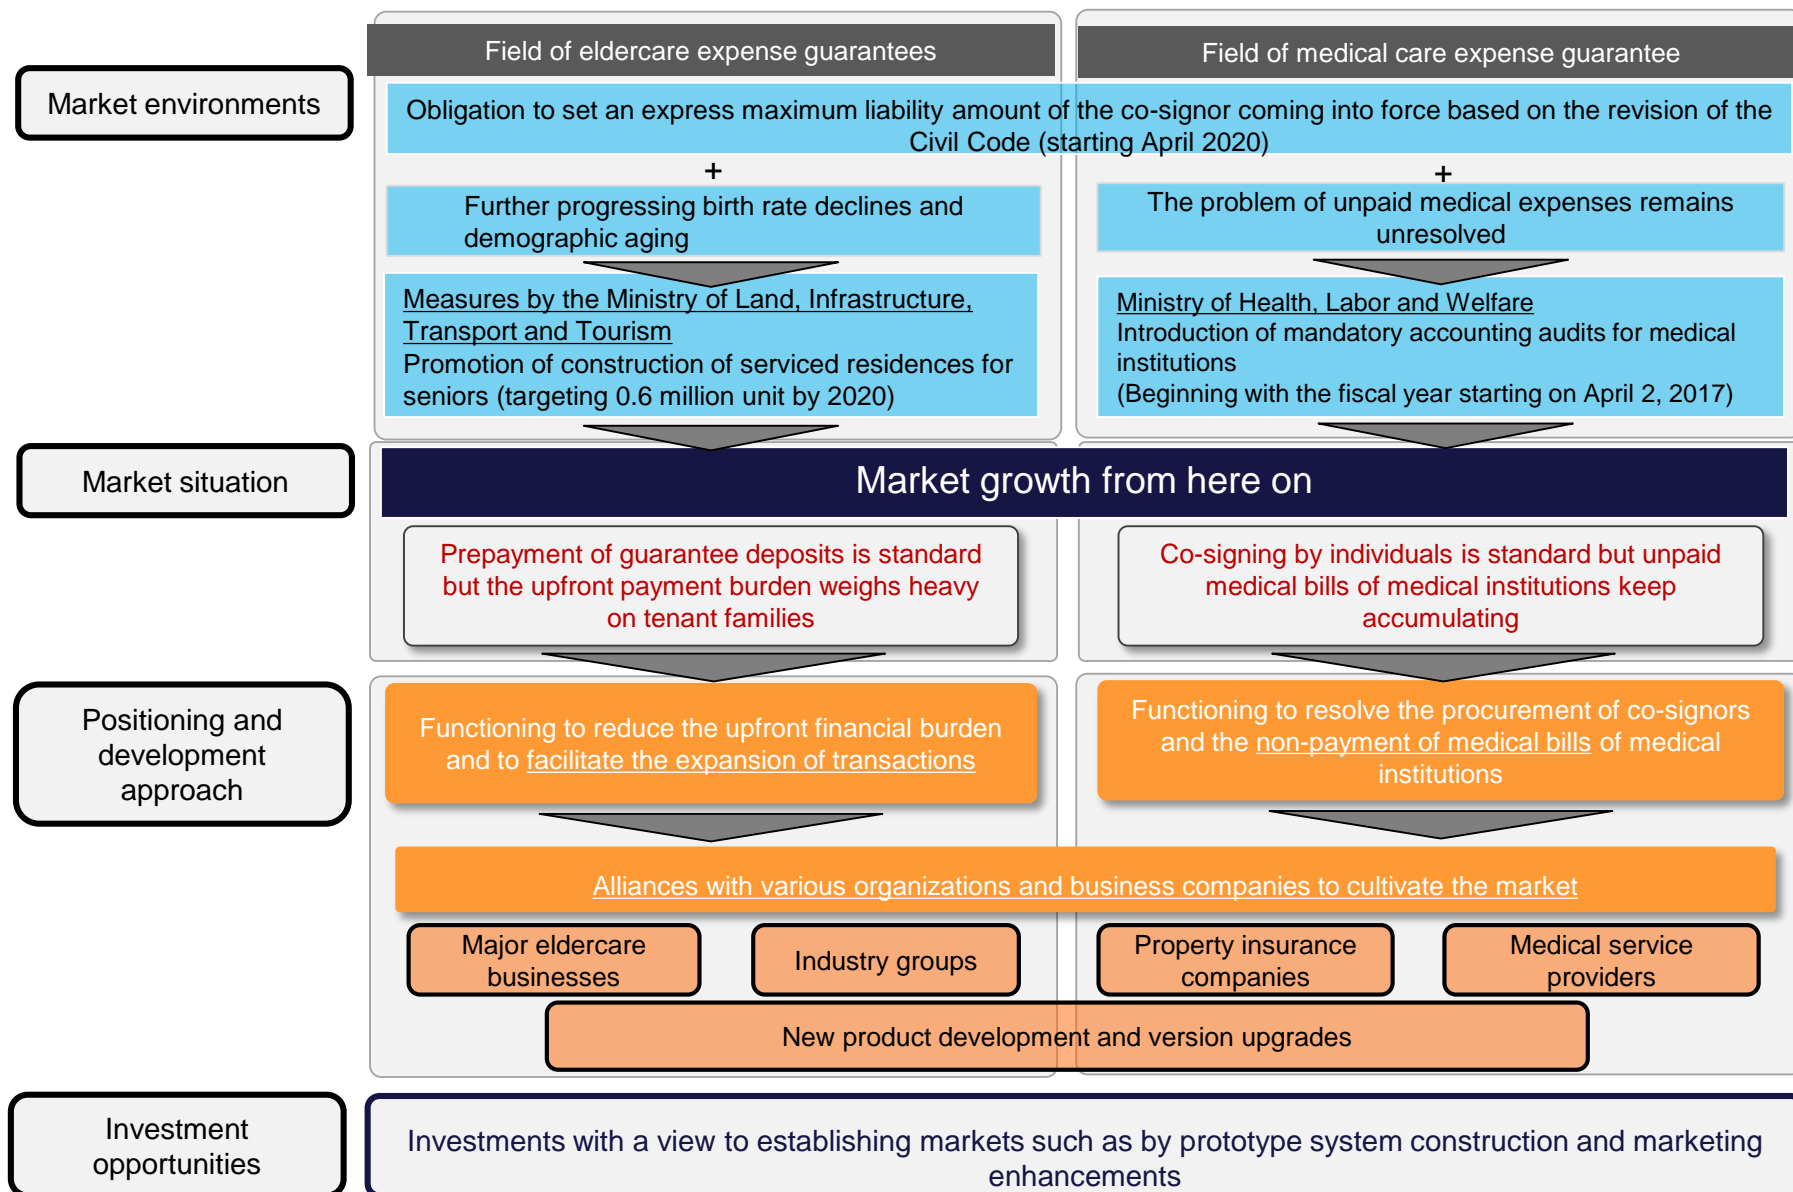 Field of eldercare expense guarantees
Field of medical care expense guarantee
Market environments
Obligation to set an express maximum liability amount of the co-signor coming into force based on the revision of the
Civil Code (starting April 2020)
+
+
Further progressing birth rate declines and
demographic aging
The problem of unpaid medical expenses remains
unresolved
Measures by the Ministry of Land, Infrastructure,
Transport and Tourism
Promotion of construction of serviced residences for
seniors (targeting 0.6 million unit by 2020)
Ministry of Health, Labor and Welfare
Introduction of mandatory accounting audits for medical
institutions
(Beginning with the fiscal year starting on April 2, 2017)
Market situation
Market growth from here on
Prepayment of guarantee deposits is standard
but the upfront payment burden weighs heavy
on tenant families
Co-signing by individuals is standard but unpaid
medical bills of medical institutions keep
accumulating
Positioning and
development
approach
Functioning to reduce the upfront financial burden
and to facilitate the expansion of transactions
Functioning to resolve the procurement of co-signors
and the non-payment of medical bills of medical
institutions
Alliances with various organizations and business companies to cultivate the market
Major eldercare
businesses
Industry groups
Property insurance
companies
Medical service
providers
New product development and version upgrades
Investment
opportunities
Investments with a view to establishing markets such as by prototype system construction and marketing
enhancements